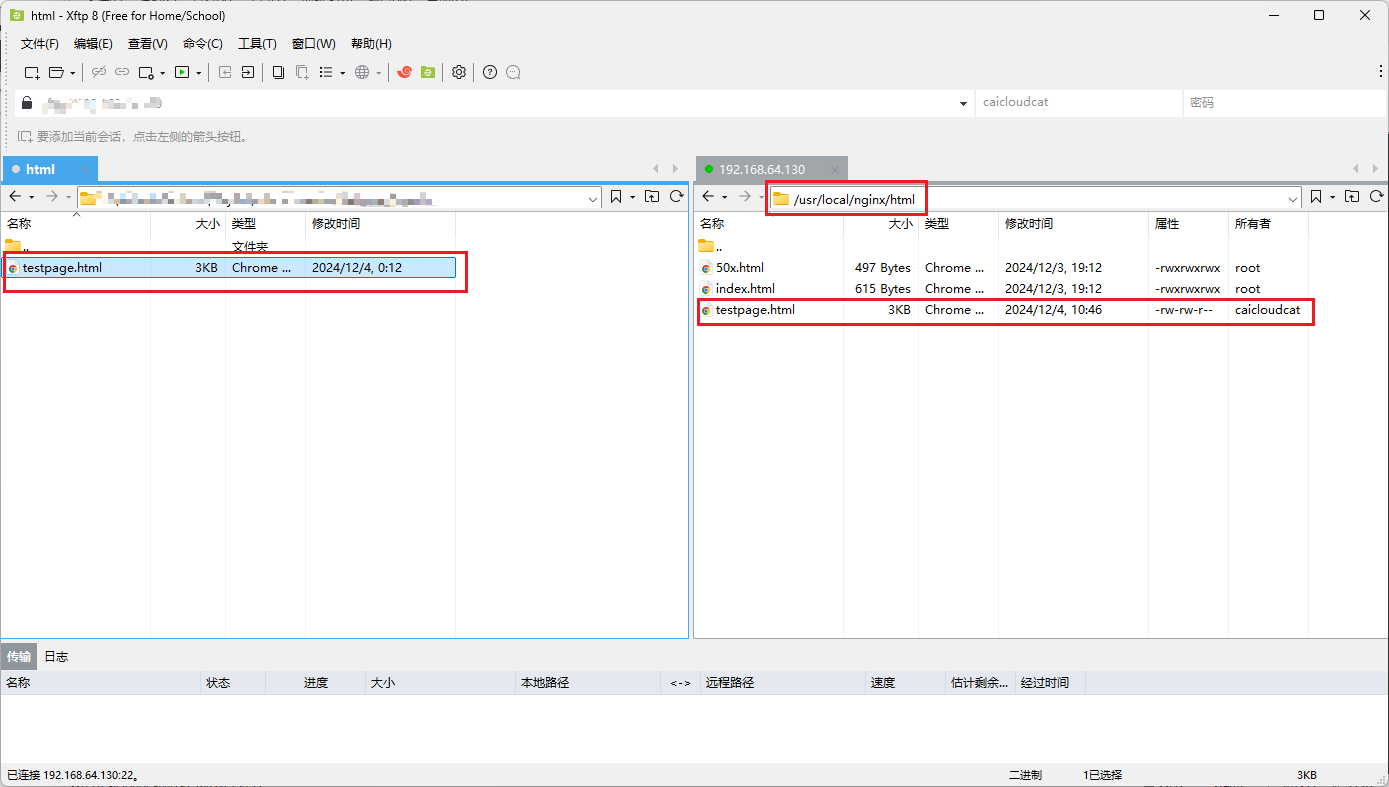 html - Xftp 8 (Free for Home/School)
文件(F) 编辑(E) 查看(V) 命令(C) 工具(T) 窗口(W) 帮助(H)
caicloudcat 密码
要添加当前会话，点击左侧的箭头按钮。
html 192.168.64.130
/usr/local/nginx/html
名称 大小 类型 修改时间 名称 大小 类型 修改时间 属性 所有者
.. 文件夹 ..
testpage.html 3KB Chrome ... 2024/12/4, 0:12 50x.html 497 Bytes Chrome ... 2024/12/3, 19:12 -rwxrwxrwx root
index.html 615 Bytes Chrome ... 2024/12/3, 19:12 -rwxrwxrwx root
testpage.html 3KB Chrome ... 2024/12/4, 10:46 -rw-rw-r-- caicloudcat
传输 日志
名称 状态 进度 大小 本地路径 <-> 远程路径 速度 估计剩余... 经过时间
已连接 192.168.64.130:22。 二进制 1已选择 3KB